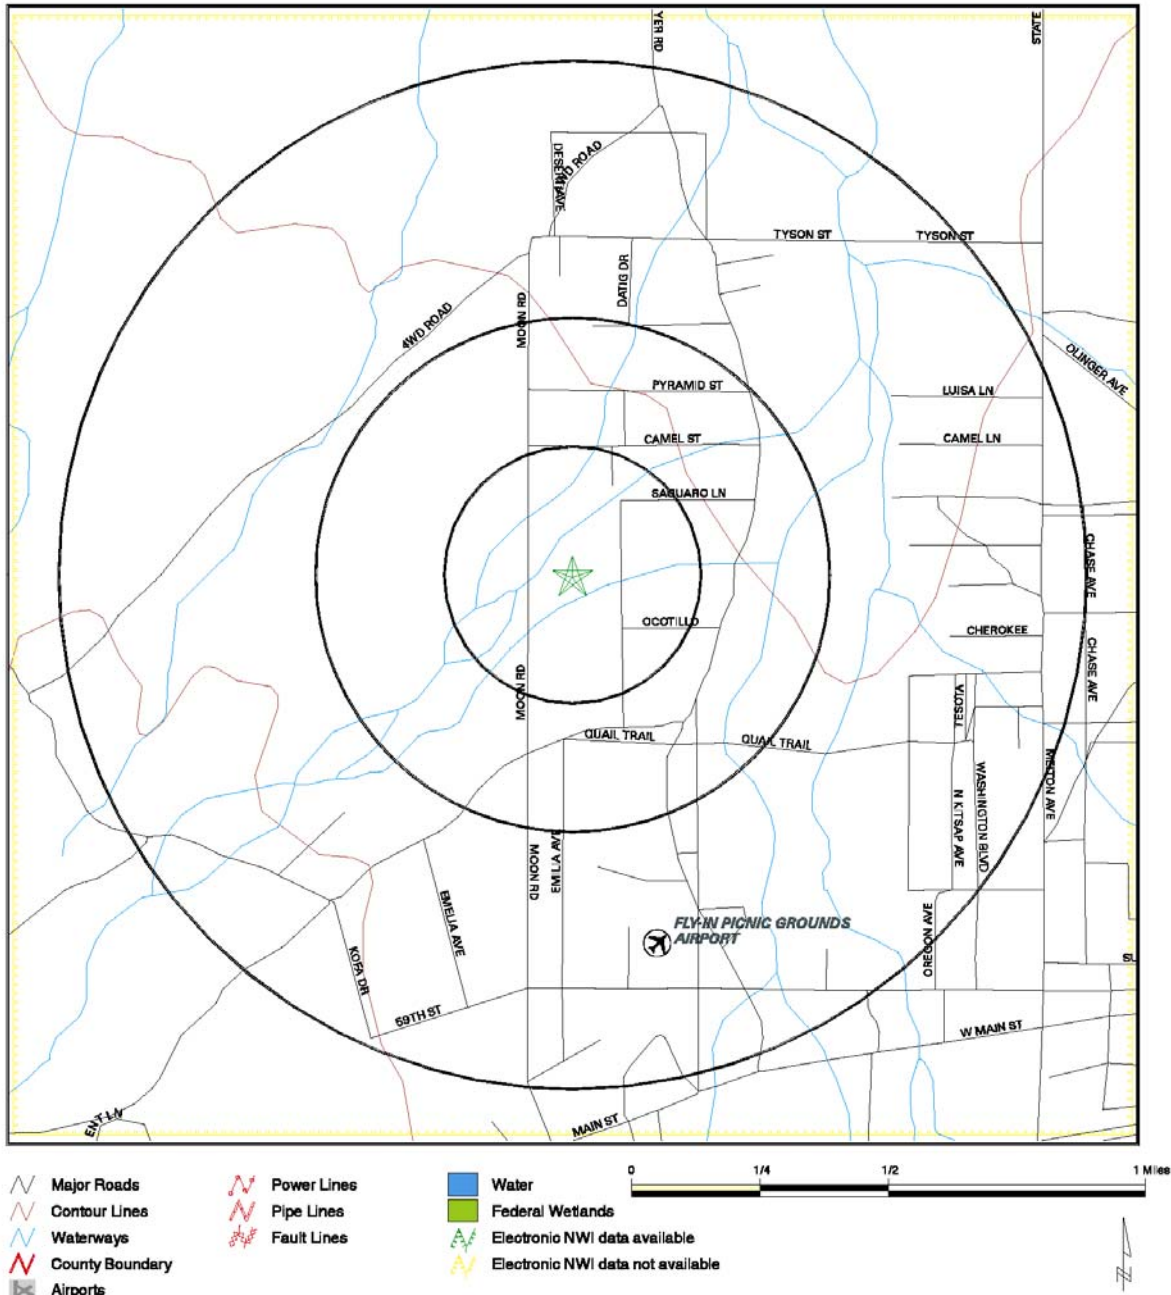 YER RD
STATE
DESERT AVE
WD ROAD
TYSON ST
TYSON ST
DATIG DR
MOON RD
4WD ROAD
OLINGER AVE
PYRAMID ST
LUISA LN
CAMEL ST
CAMEL LN
SAGUARO LN
CHASE AVE
OCOTILLO
CHEROKEE
CHASE AVE
MOON RD
QUAIL TRAIL
QUAIL TRAIL
N KITSAP AVE
WASHINGTON BLVD
MOON RD
EMILIA AVE
EMELIA AVE
FLY-IN PICNIC GROUNDS
AIRPORT
OREGON AVE
KOFA DR
59TH ST
W MAIN ST
MAIN ST
0 1/4 1/2 1 Miles
Major Roads
Contour Lines
Waterways
County Boundary
Airports
Power Lines
Pipe Lines
Fault Lines
Water
Federal Wetlands
Electronic NWI data available
Electronic NWI data not available